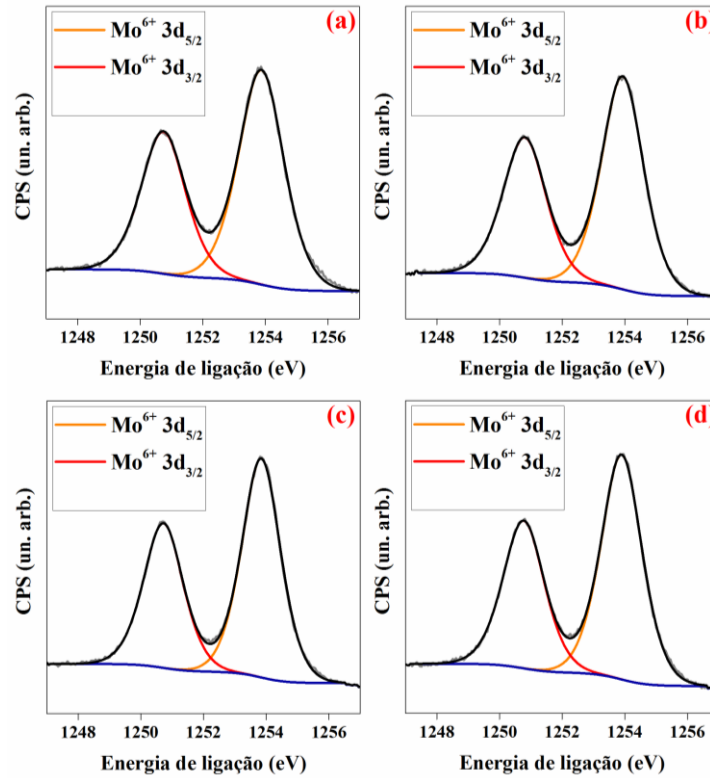 (a)
Mo⁶⁺ 3d₅/₂
Mo⁶⁺ 3d₃/₂
CPS (un. arb.)
1248 1250 1252 1254 1256
Energia de ligação (eV)
(b)
Mo⁶⁺ 3d₅/₂
Mo⁶⁺ 3d₃/₂
CPS (un. arb.)
1248 1250 1252 1254 1256
Energia de ligação (eV)
(c)
Mo⁶⁺ 3d₅/₂
Mo⁶⁺ 3d₃/₂
CPS (un. arb.)
1248 1250 1252 1254 1256
Energia de ligação (eV)
(d)
Mo⁶⁺ 3d₅/₂
Mo⁶⁺ 3d₃/₂
CPS (un. arb.)
1248 1250 1252 1254 1256
Energia de ligação (eV)